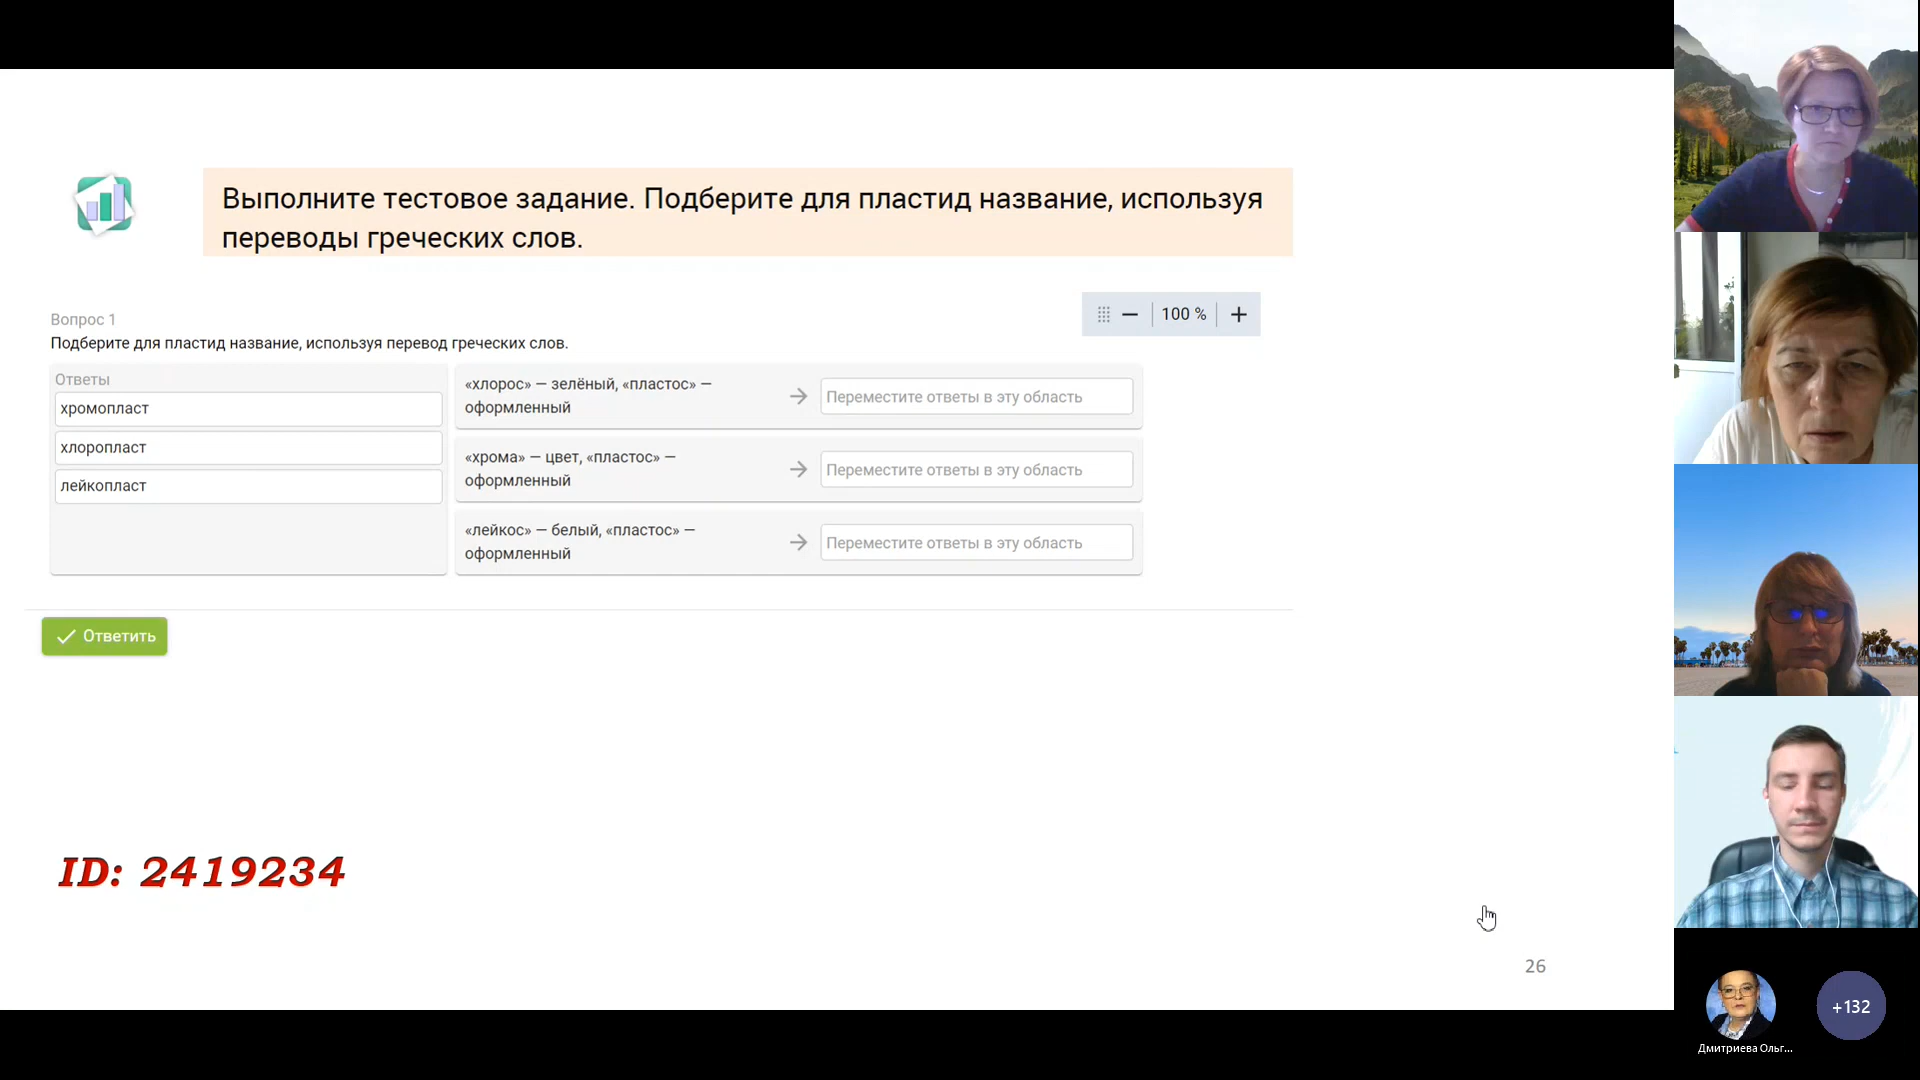 Выполните тестовое задание. Подберите для пластид название, используя
переводы греческих слов.
Вопрос 1
100 %
Подберите для пластид название, используя перевод греческих слов.
Ответы
хромопласт
хлоропласт
лейкопласт
«хлорос» — зелёный, «пластос» —
оформленный
Переместите ответы в эту область
«хрома» — цвет, «пластос» —
оформленный
Переместите ответы в эту область
«лейкос» — белый, «пластос» —
оформленный
Переместите ответы в эту область
Ответить
ID: 2419234
26
+132
Дмитриева Ольг...